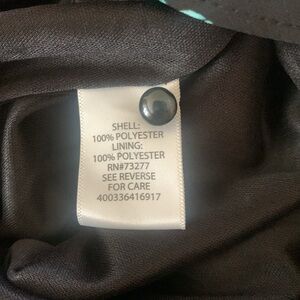 SHELL:
100% POLYESTER
LINING:
100% POLYESTER
RN#73277
SEE REVERSE
FOR CARE
400336416917